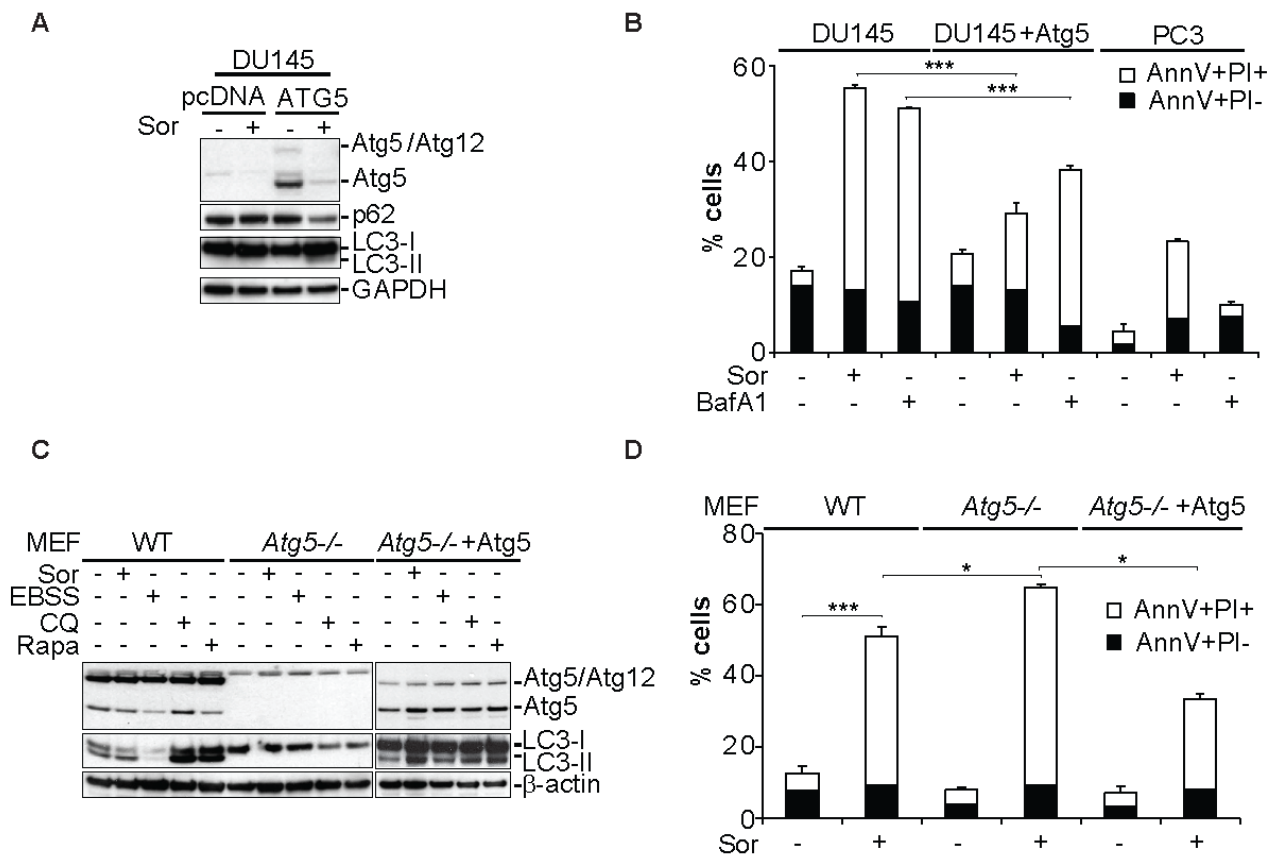 A
DU145
pcDNA ATG5
Sor - + - +
Atg5/Atg12
Atg5
p62
LC3-I
LC3-II
GAPDH
B
DU145 DU145+Atg5 PC3
*** 
***
AnnV+PI+
AnnV+PI-
% cells
60
40
20
0
Sor - + - - + - - + -
BafA1 - - + - - + - - +
C
MEF WT Atg5-/- Atg5-/-+Atg5
Sor - + - - - - + - - - - + - - -
EBSS - - + - - - - + - - - - + - -
CQ - - - + - - - - + - - - - + -
Rapa - - - - + - - - - + - - - - +
Atg5/Atg12
Atg5
LC3-I
LC3-II
β-actin
D
MEF WT Atg5-/- Atg5-/- +Atg5
* *
***
AnnV+PI+
AnnV+PI-
% cells
80
60
40
20
0
Sor - + - + - +